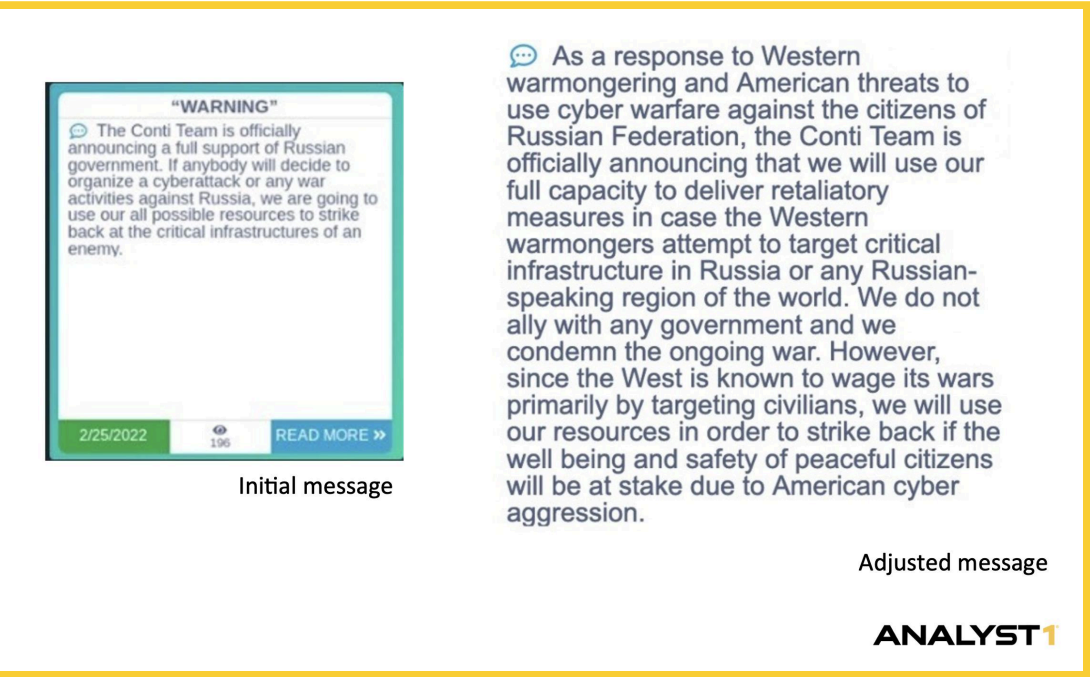 “WARNING”
The Conti Team is officially
announcing a full support of Russian
government. If anybody will decide to
organize a cyberattack or any war
activities against Russia, we are going to
use our all possible resources to strike
back at the critical infrastructures of an
enemy.
2/25/2022
196
READ MORE »
Initial message
As a response to Western
warmongering and American threats to
use cyber warfare against the citizens of
Russian Federation, the Conti Team is
officially announcing that we will use our
full capacity to deliver retaliatory
measures in case the Western
warmongers attempt to target critical
infrastructure in Russia or any Russian-
speaking region of the world. We do not
ally with any government and we
condemn the ongoing war. However,
since the West is known to wage its wars
primarily by targeting civilians, we will use
our resources in order to strike back if the
well being and safety of peaceful citizens
will be at stake due to American cyber
aggression.
Adjusted message
ANALYST1